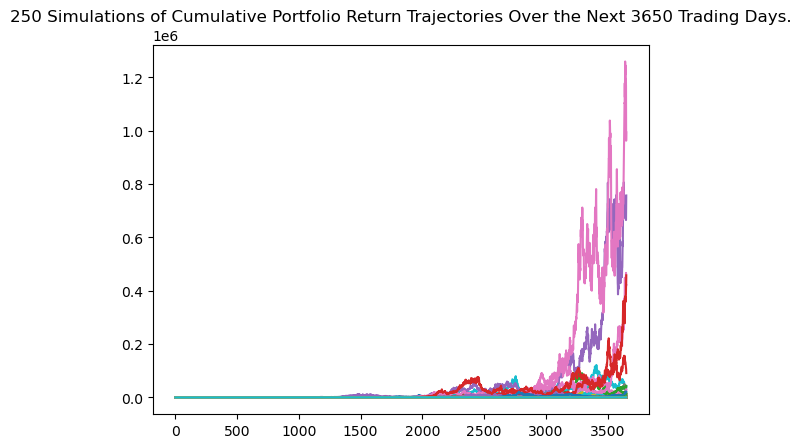 250 Simulations of Cumulative Portfolio Return Trajectories Over the Next 3650 Trading Days.
1e6
1.2
1.0
0.8
0.6
0.4
0.2
0.0
0 500 1000 1500 2000 2500 3000 3500